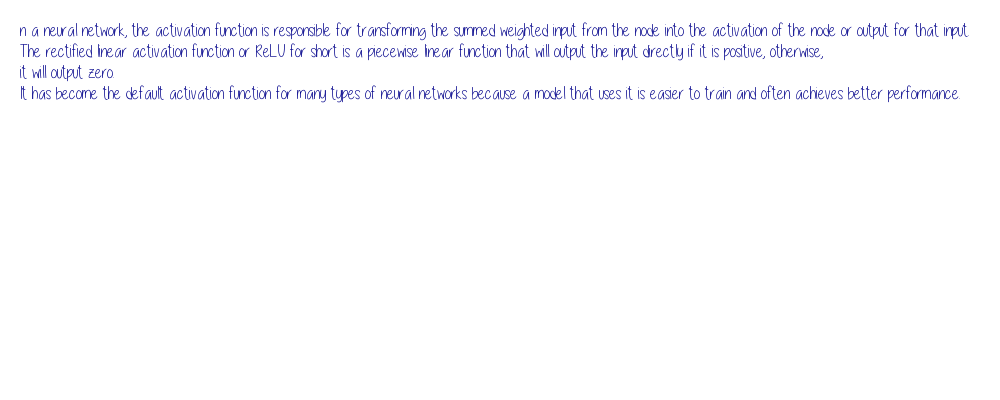 n a neural network, the activation function is responsible for transforming the summed weighted input from the node into the activation of the node or output for that input.
The rectified linear activation function or ReLU for short is a piecewise linear function that will output the input directly if it is positive, otherwise,
it will output zero.
It has become the default activation function for many types of neural networks because a model that uses it is easier to train and often achieves better performance.